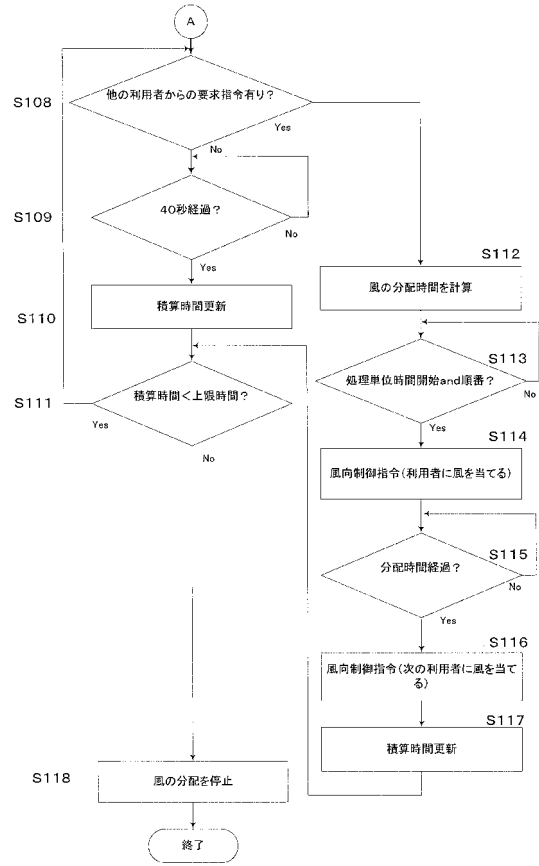 A
S108
他の利用者からの要求指令有り?
Yes
No
S109
40秒経過?
No
Yes
S110
積算時間更新
S111
積算時間<上限時間?
Yes
No
S112
風の分配時間を計算
S113
処理単位時間開始and順番?
No
Yes
S114
風向制御指令(利用者に風を当てる)
S115
分配時間経過?
No
Yes
S116
風向制御指令(次の利用者に風を当て
る)
S117
積算時間更新
S118
風の分配を停止
終了